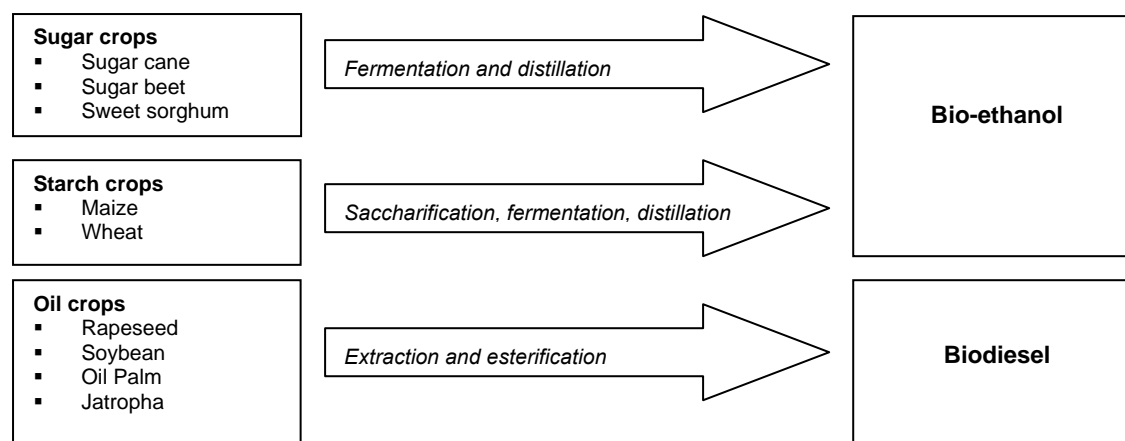 Sugar crops
▪ Sugar cane
▪ Sugar beet
▪ Sweet sorghum
Fermentation and distillation
Bio-ethanol
Starch crops
▪ Maize
▪ Wheat
Saccharification, fermentation, distillation
Oil crops
▪ Rapeseed
▪ Soybean
▪ Oil Palm
▪ Jatropha
Extraction and esterification
Biodiesel